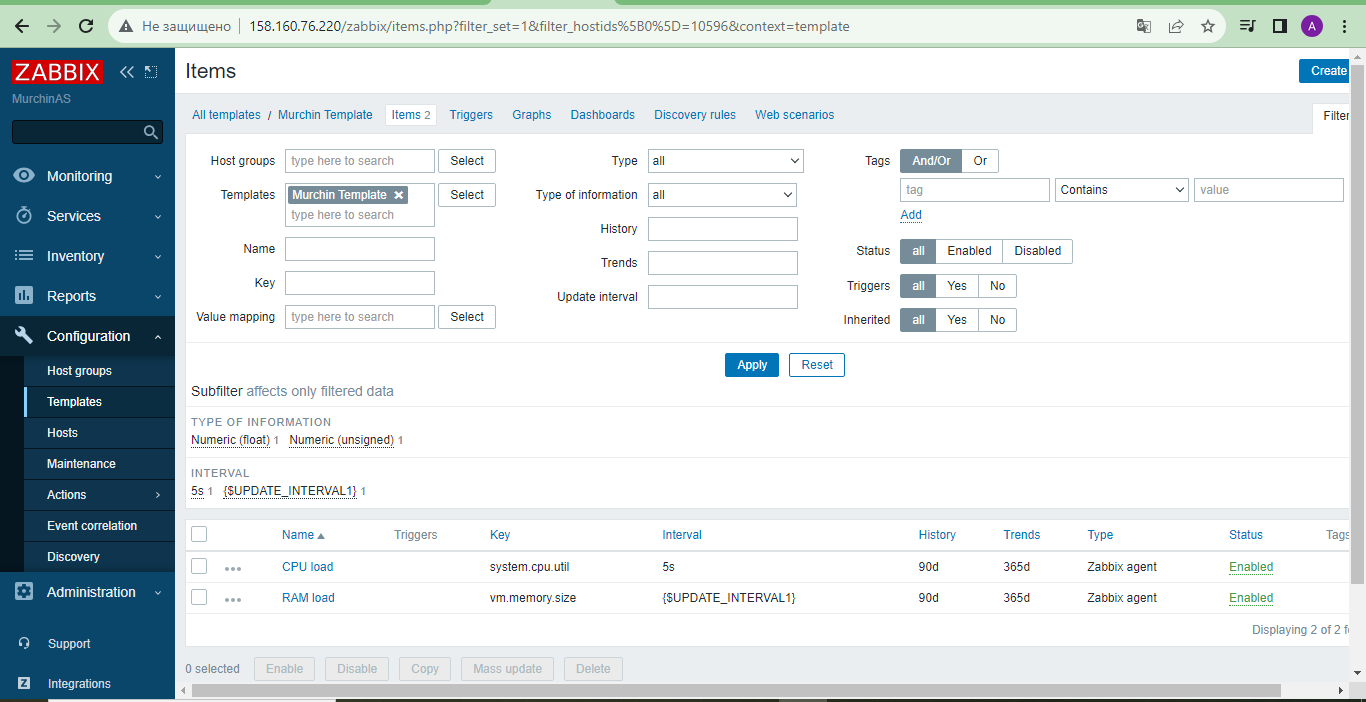 Не защищено 158.160.76.220/zabbix/items.php?filter_set=1&filter_hostids%5B0%5D=10596&context=template A
ZABBIX
MurchinAS
Monitoring
Services
Inventory
Reports
Configuration
Host groups
Templates
Hosts
Maintenance
Actions
Event correlation
Discovery
Administration
Support
Z Integrations
Items
Create
All templates / Murchin Template Items 2 Triggers Graphs Dashboards Discovery rules Web scenarios
Filter
Host groups type here to search Select
Templates Murchin Template Select
type here to search
Name
Key
Value mapping type here to search Select
Type all
Type of information all
History
Trends
Update interval
Tags And/Or Or
tag Contains value
Add
Status all Enabled Disabled
Triggers all Yes No
Inherited all Yes No
Apply Reset
Subfilter affects only filtered data
TYPE OF INFORMATION
Numeric (float) 1 Numeric (unsigned) 1
INTERVAL
5s 1 {$UPDATE_INTERVAL1} 1
Name Triggers Key Interval History Trends Type Status Tags
CPU load system.cpu.util 5s 90d 365d Zabbix agent Enabled
RAM load vm.memory.size {$UPDATE_INTERVAL1} 90d 365d Zabbix agent Enabled
Displaying 2 of 2
0 selected Enable Disable Copy Mass update Delete